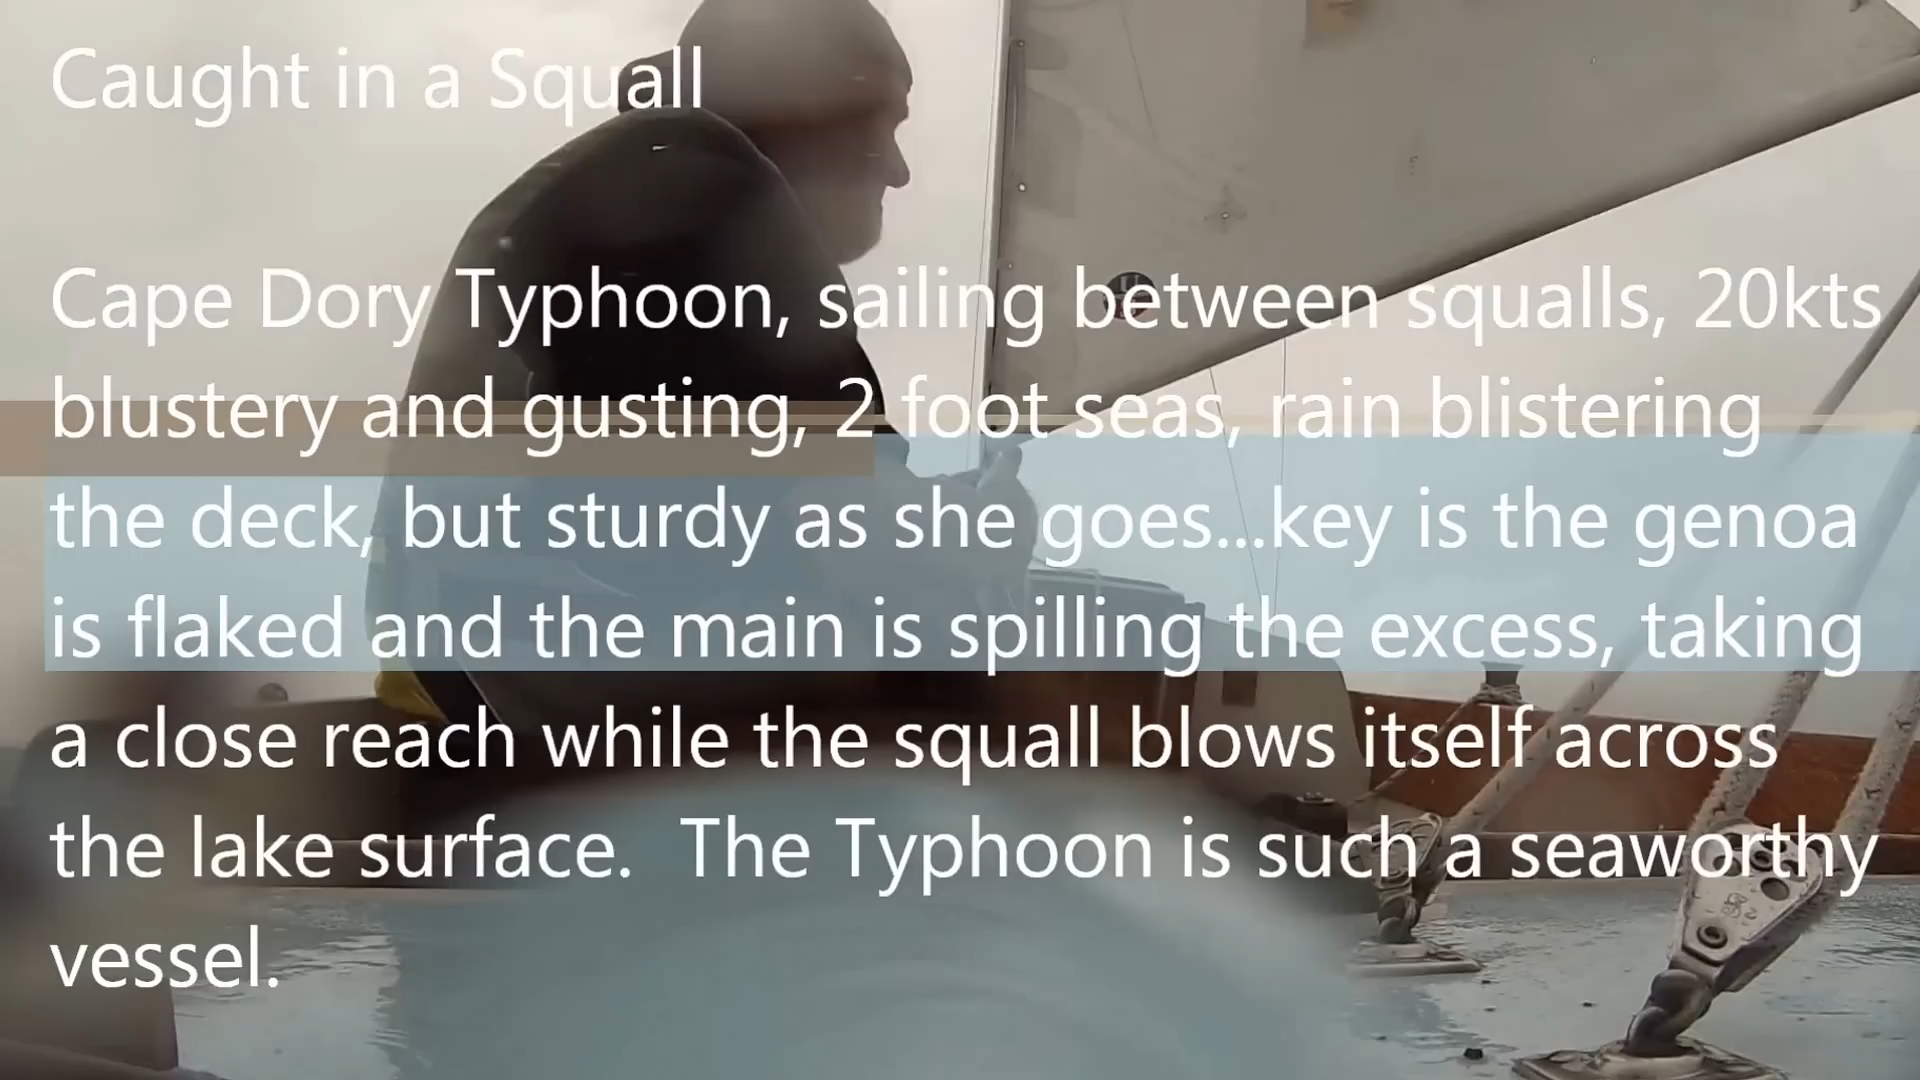 Caught in a Squall
Cape Dory Typhoon, sailing between squalls, 20kts
blustery and gusting, 2 foot seas, rain blistering
the deck, but sturdy as she goes...key is the genoa
is flaked and the main is spilling the excess, taking
a close reach while the squall blows itself across
the lake surface.  The Typhoon is such a seaworthy
vessel.